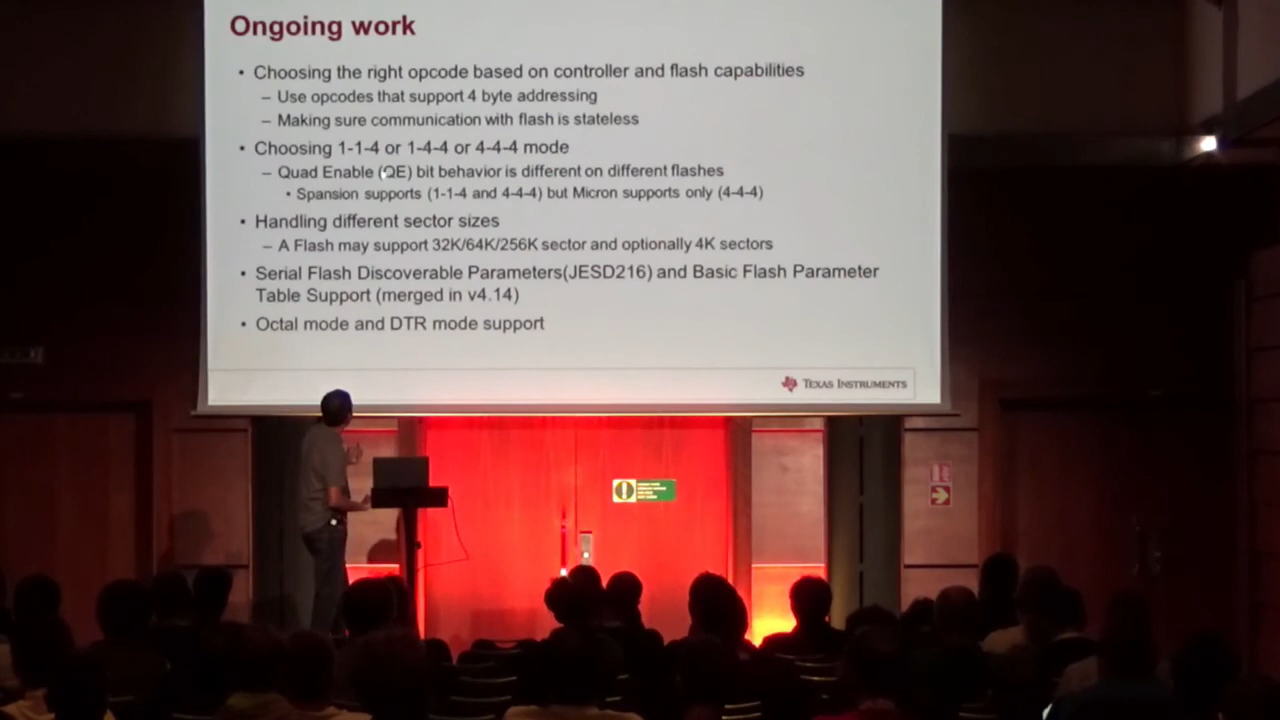 Ongoing work
• Choosing the right opcode based on controller and flash capabilities
– Use opcodes that support 4 byte addressing
– Making sure communication with flash is stateless
• Choosing 1-1-4 or 1-4-4 or 4-4-4 mode
– Quad Enable (QE) bit behavior is different on different flashes
• Spansion supports (1-1-4 and 4-4-4) but Micron supports only (4-4-4)
• Handling different sector sizes
– A Flash may support 32K/64K/256K sector and optionally 4K sectors
• Serial Flash Discoverable Parameters(JESD216) and Basic Flash Parameter
Table Support (merged in v4.14)
• Octal mode and DTR mode support
TEXAS INSTRUMENTS